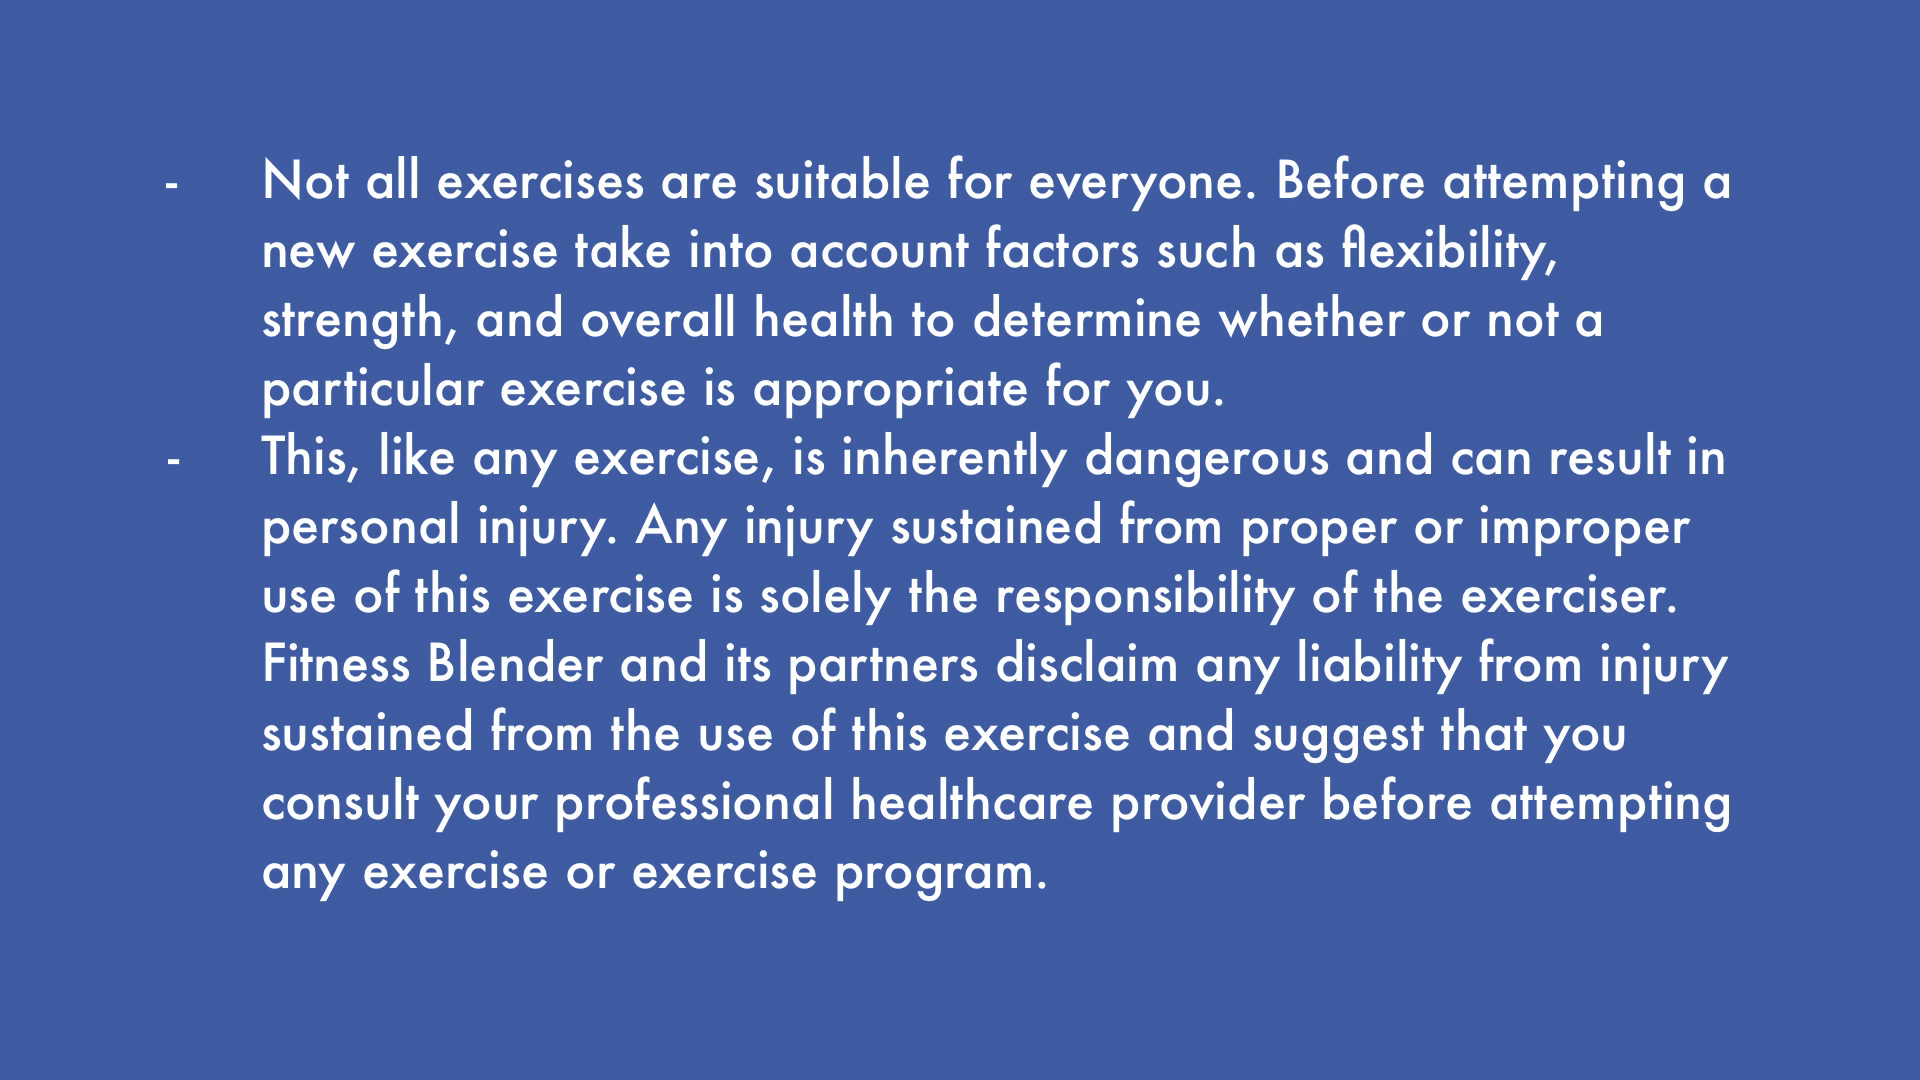 - Not all exercises are suitable for everyone. Before attempting a
new exercise take into account factors such as flexibility,
strength, and overall health to determine whether or not a
particular exercise is appropriate for you.
- This, like any exercise, is inherently dangerous and can result in
personal injury. Any injury sustained from proper or improper
use of this exercise is solely the responsibility of the exerciser.
Fitness Blender and its partners disclaim any liability from injury
sustained from the use of this exercise and suggest that you
consult your professional healthcare provider before attempting
any exercise or exercise program.